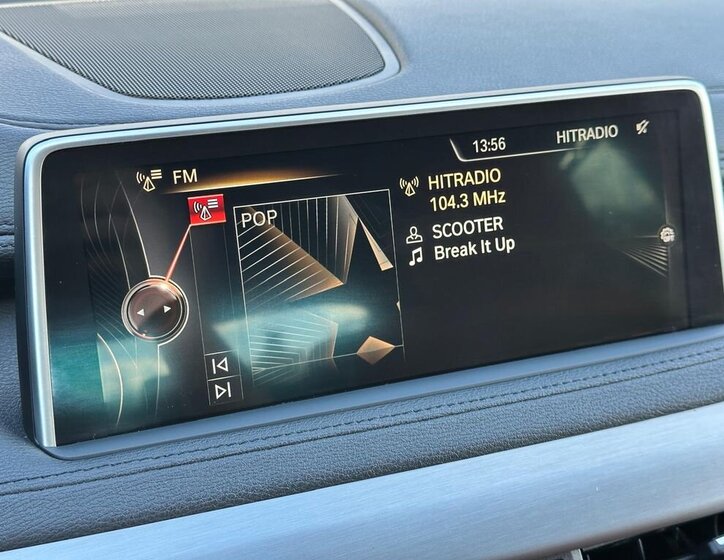 13:56
HITRADIO
FM
POP
HITRADIO
104.3 MHz
SCOOTER
Break It Up